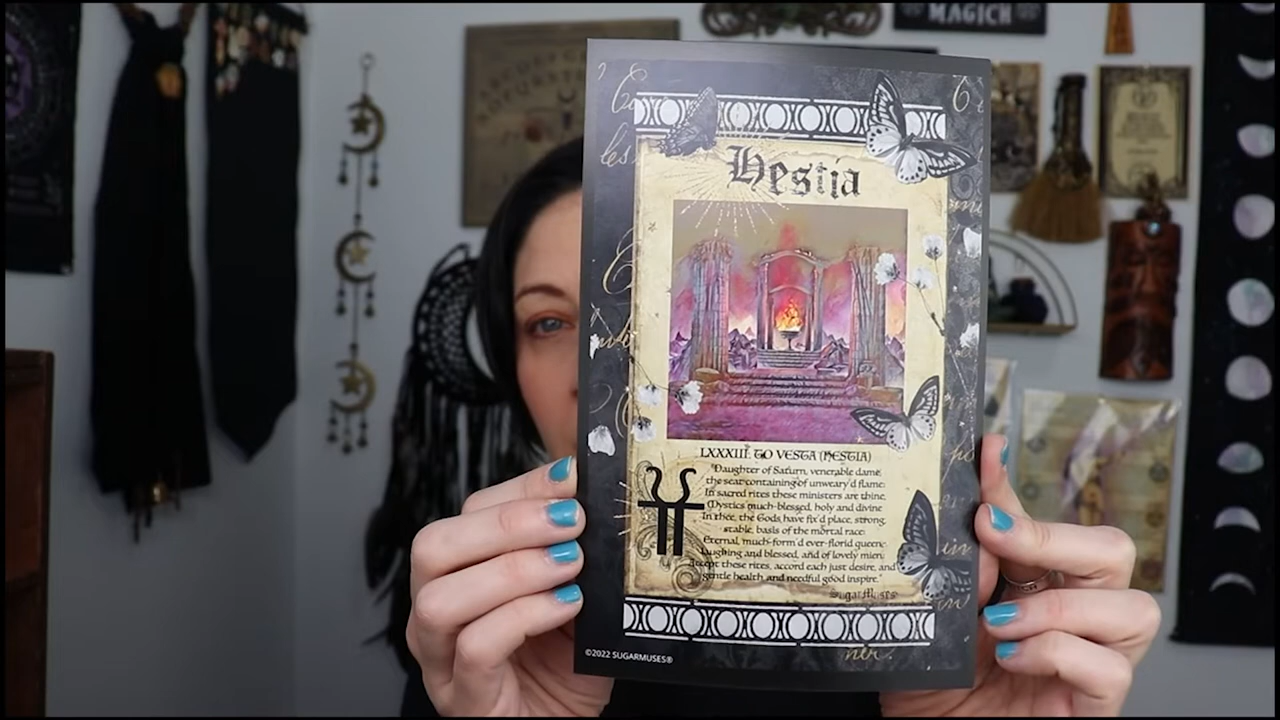 MAGICK
Hestia
LXXXIII. TO VESTA (HESTIA)
"Daughter of Saturn, venerable dame,
the seat containing of unweary'd flame:
In sacred rites these ministers are thine,
Mystics much-blessed, holy and divine
In thee, the Gods have fix'd place, strong,
stable, basis of the mortal race:
Eternal, much-form'd ever-florid queen,
Laughing and blessed, and of lovely mien;
Accept these rites, accord each just desire, and
gentle health and needful good inspire."
SugarMuses
her.
©2022 SUGARMUSES®